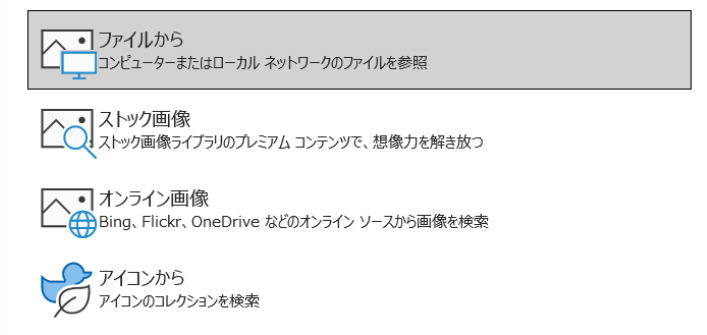 ファイルから
コンピューターまたはローカル ネットワークのファイルを参照
ストック画像
ストック画像ライブラリのプレミアム コンテンツで、想像力を解き放つ
オンライン画像
Bing、Flickr、OneDrive などのオンライン ソースから画像を検索
アイコンから
アイコンのコレクションを検索